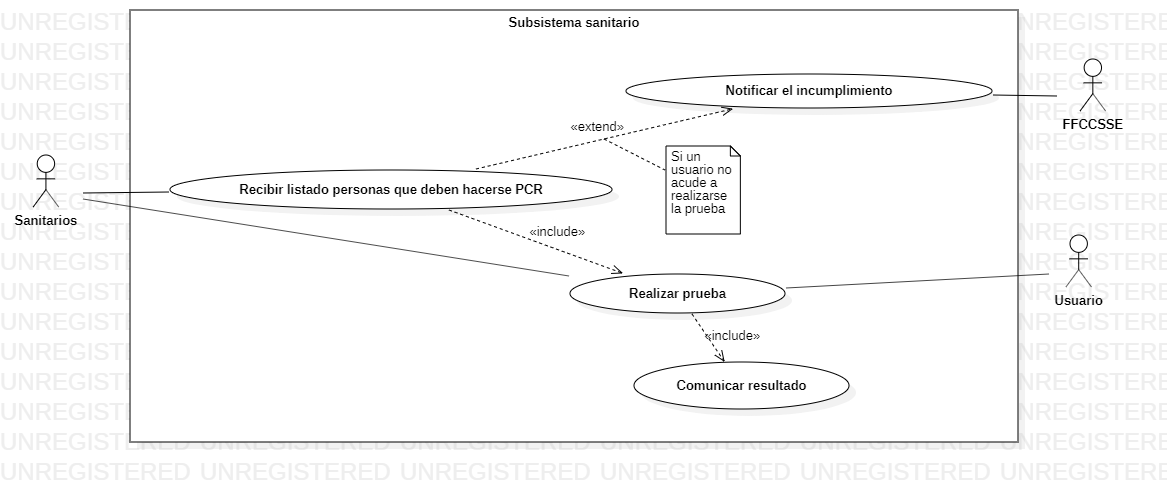 Subsistema sanitario
Notificar el incumplimiento
FFCCSSE
«extend»
Si un
usuario no
acude a
realizarse
la prueba
Recibir listado personas que deben hacerse PCR
Sanitarios
«include»
Realizar prueba
Usuario
«include»
Comunicar resultado
UNREGISTERED UNREGISTERED UNREGISTERED UNREGISTERED UNREGISTERED UNREGISTERE